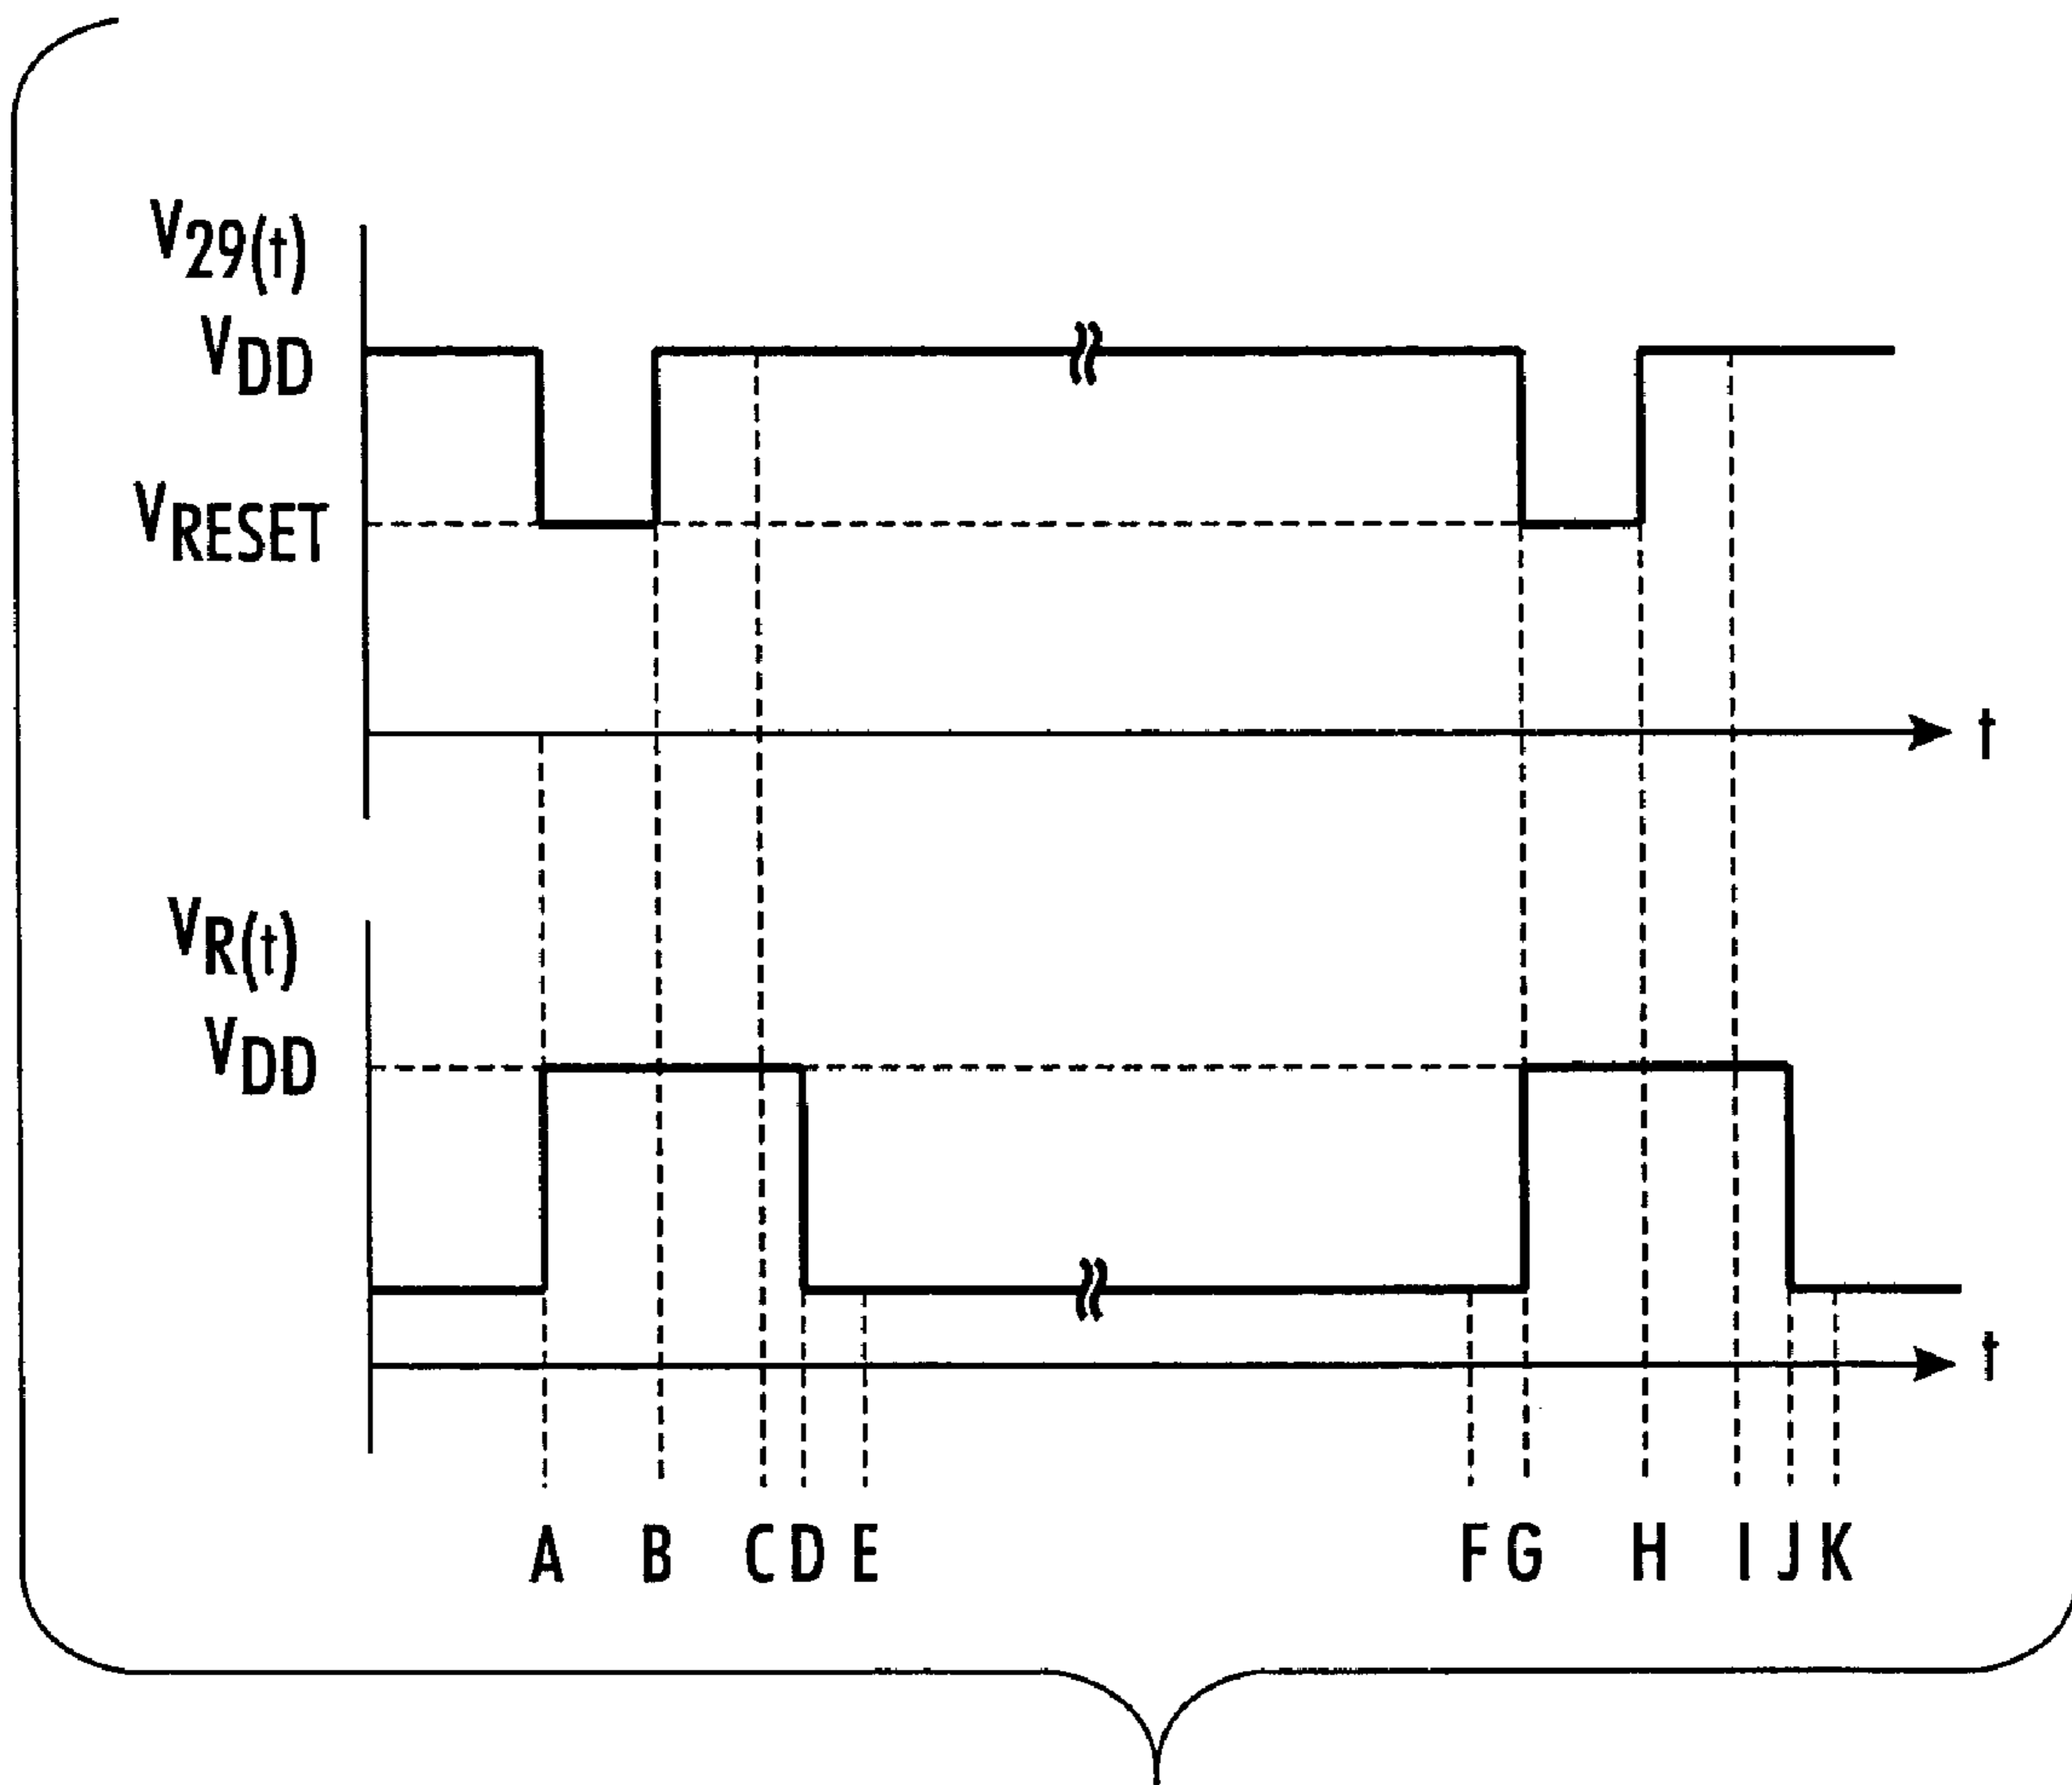 V29(t)
VDD
VRESET
t
VR(t)
VDD
t
A B C D E F G H I J K